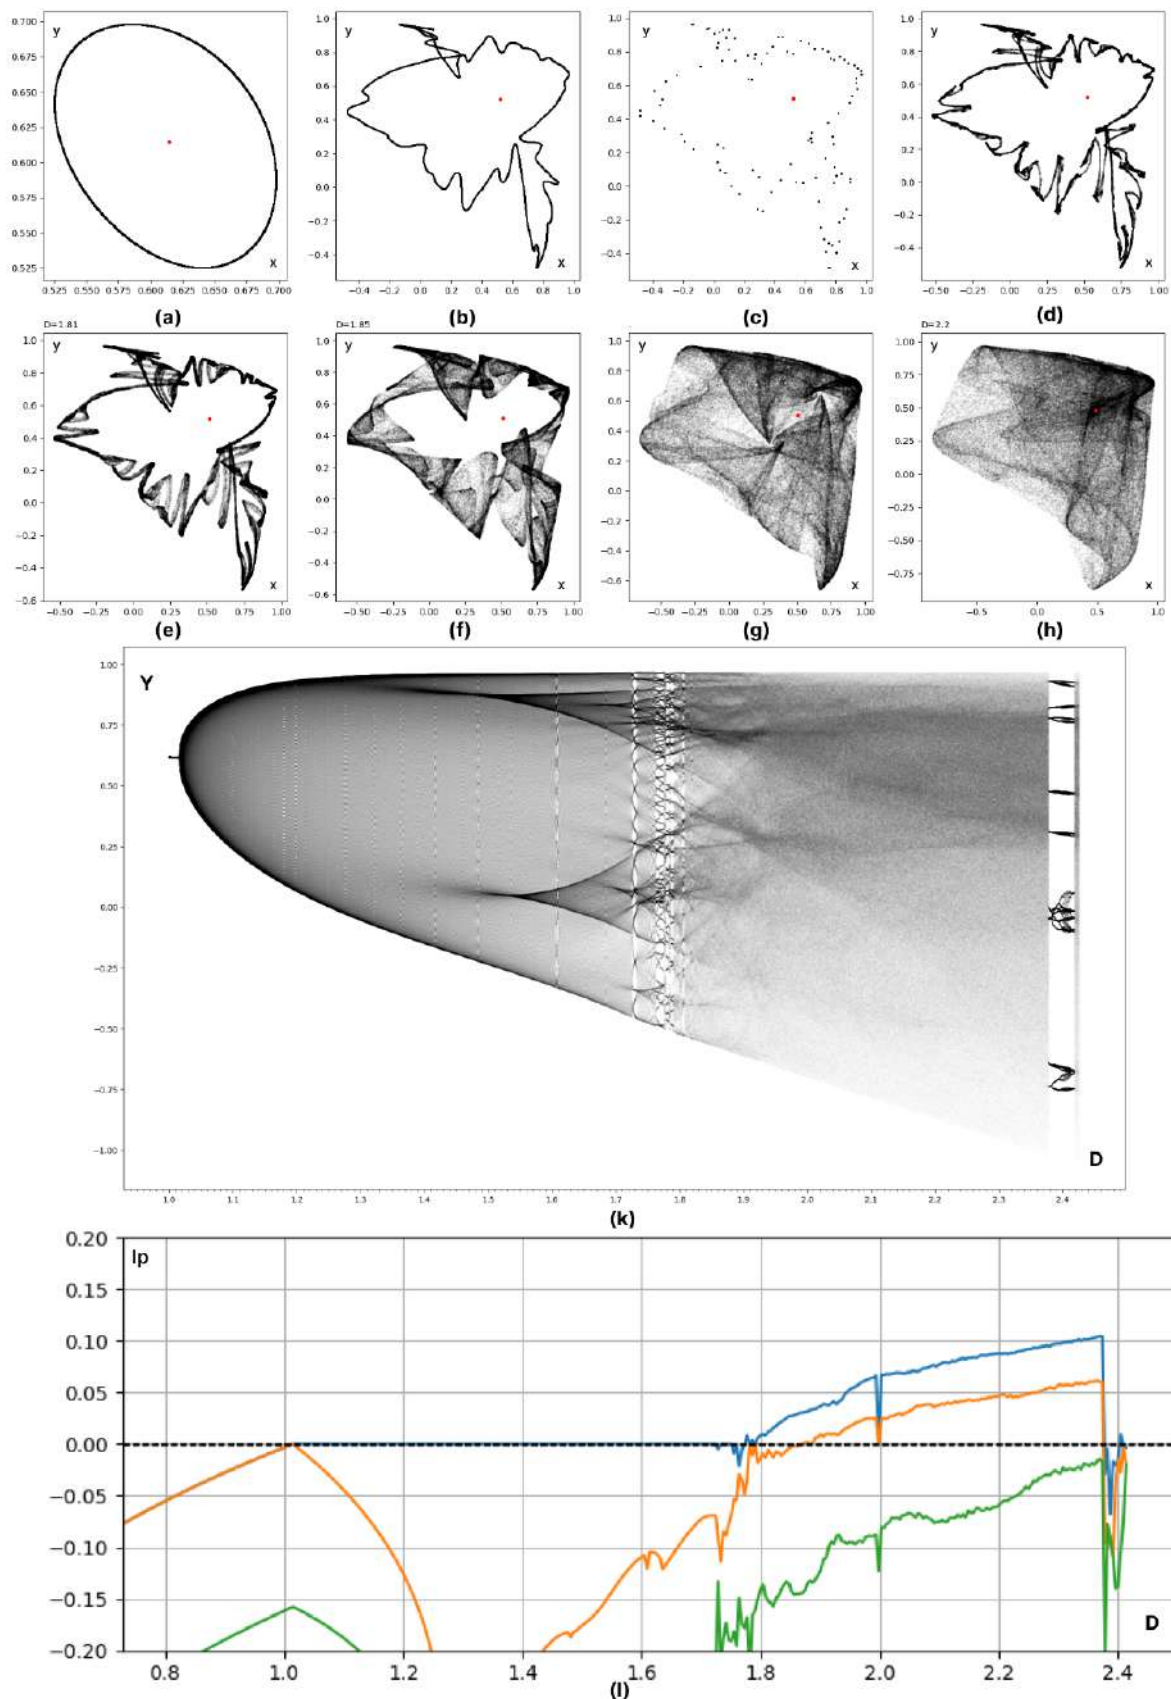 0.700
0.675
0.650
0.625
0.600
0.575
0.550
0.525
y
x
0.525 0.550 0.575 0.600 0.625 0.650 0.675 0.700
(a)
1.0
0.8
0.6
0.4
0.2
0.0
−0.2
−0.4
y
x
−0.4 −0.2 0.0 0.2 0.4 0.6 0.8 1.0
(b)
1.0
0.8
0.6
0.4
0.2
0.0
−0.2
−0.4
y
x
−0.4 −0.2 0.0 0.2 0.4 0.6 0.8 1.0
(c)
1.0
0.8
0.6
0.4
0.2
0.0
−0.2
−0.4
y
x
−0.50 −0.25 0.00 0.25 0.50 0.75 1.00
(d)
D=1.81
1.0
0.8
0.6
0.4
0.2
0.0
−0.2
−0.4
−0.6
y
x
−0.50 −0.25 0.00 0.25 0.50 0.75 1.00
(e)
D=1.85
1.0
0.8
0.6
0.4
0.2
0.0
−0.2
−0.4
−0.6
y
x
−0.50 −0.25 0.00 0.25 0.50 0.75 1.00
(f)
1.0
0.8
0.6
0.4
0.2
0.0
−0.2
−0.4
−0.6
y
x
−0.50 −0.25 0.00 0.25 0.50 0.75 1.00
(g)
D=2.2
1.00
0.75
0.50
0.25
0.00
−0.25
−0.50
−0.75
y
x
−0.5 0.0 0.5 1.0
(h)
1.00
0.75
0.50
0.25
0.00
−0.25
−0.50
−0.75
−1.00
Y
D
1.0 1.1 1.2 1.3 1.4 1.5 1.6 1.7 1.8 1.9 2.0 2.1 2.2 2.3 2.4
(k)
0.20
0.15
0.10
0.05
0.00
−0.05
−0.10
−0.15
−0.20
lp
D
0.8 1.0 1.2 1.4 1.6 1.8 2.0 2.2 2.4
(l)